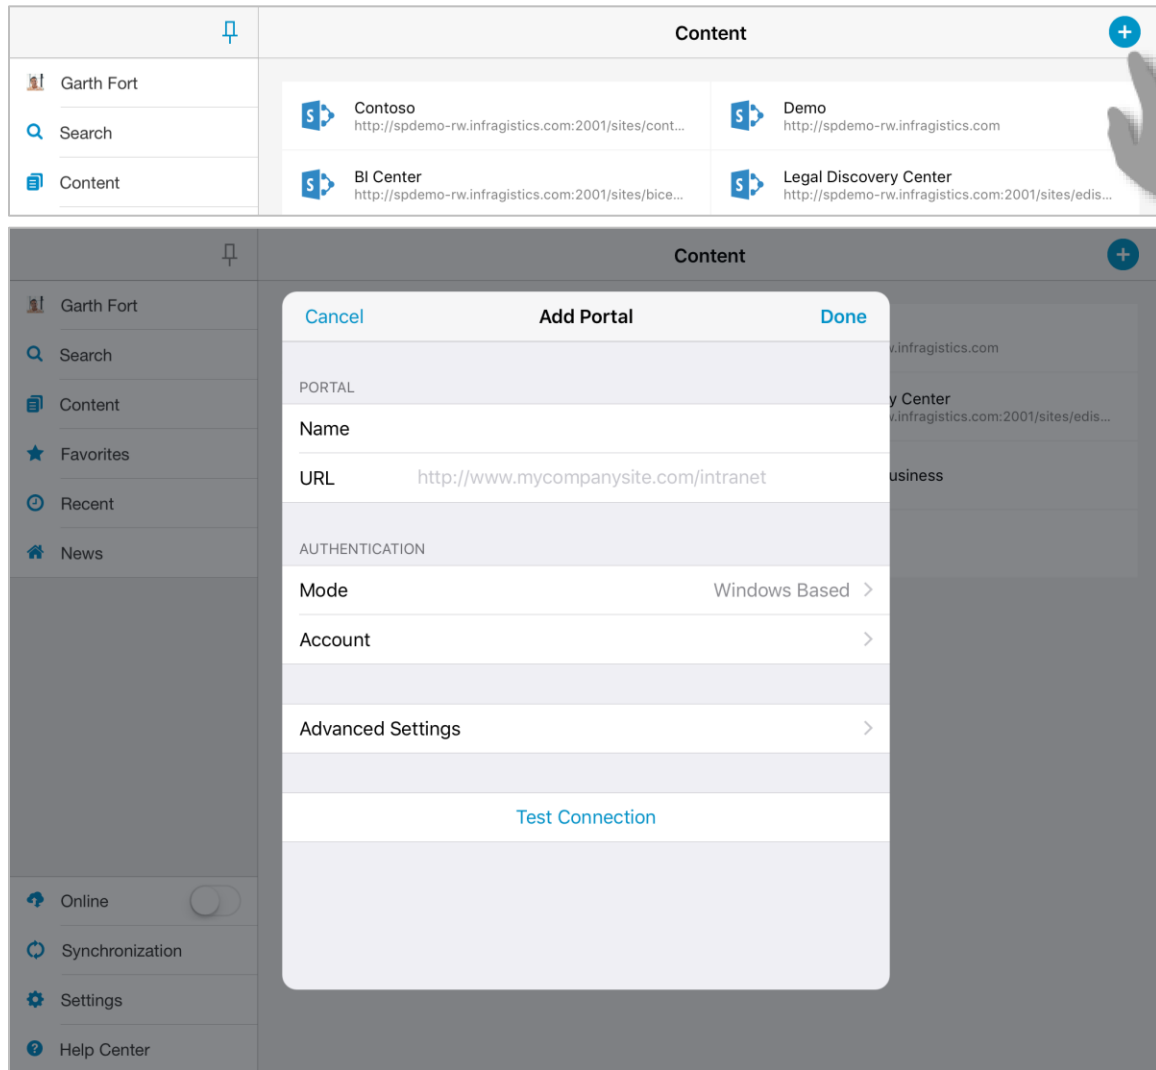 Content
Garth Fort
Search
Content
Contoso
http://spdemo-rw.infragistics.com:2001/sites/cont...
Demo
http://spdemo-rw.infragistics.com
BI Center
http://spdemo-rw.infragistics.com:2001/sites/bice...
Legal Discovery Center
http://spdemo-rw.infragistics.com:2001/sites/edis...
Content
Garth Fort
Search
Content
Favorites
Recent
News
Online
Synchronization
Settings
Help Center
Cancel Add Portal Done
PORTAL
Name
URL http://www.mycompanysite.com/intranet
AUTHENTICATION
Mode Windows Based
Account
Advanced Settings
Test Connection
.infragistics.com
y Center
.infragistics.com:2001/sites/edis...
usiness